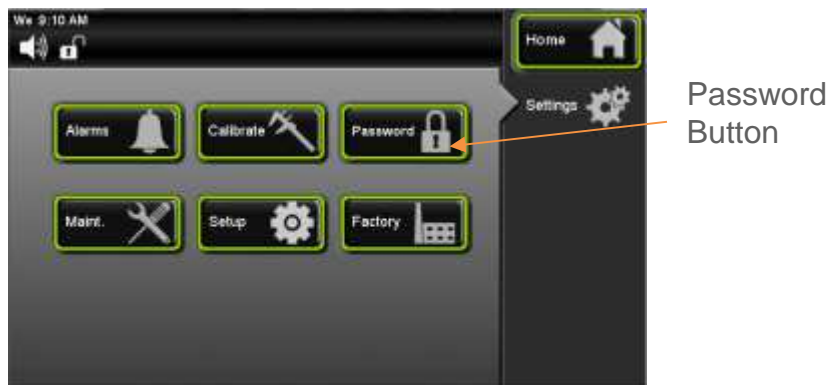 We 9:10 AM
Home
Settings
Alarms
Calibrate
Password
Maint.
Setup
Factory
Password
Button